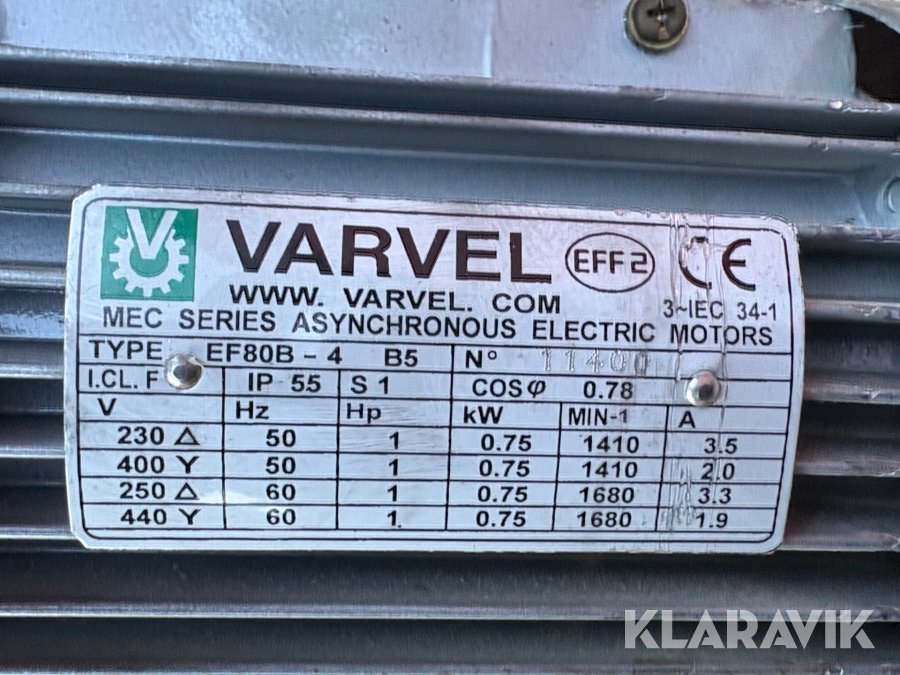 V VARVEL EFF2 CE
WWW. VARVEL. COM 3~IEC 34-1
MEC SERIES ASYNCHRONOUS ELECTRIC MOTORS
TYPE EF80B - 4 B5 N° 11400
I.CL. F IP 55 S 1 COSφ 0.78
V Hz Hp kW MIN-1 A
230 Δ 50 1 0.75 1410 3.5
400 Y 50 1 0.75 1410 2.0
250 Δ 60 1 0.75 1680 3.3
440 Y 60 1. 0.75 1680 1.9
KLARAVIK